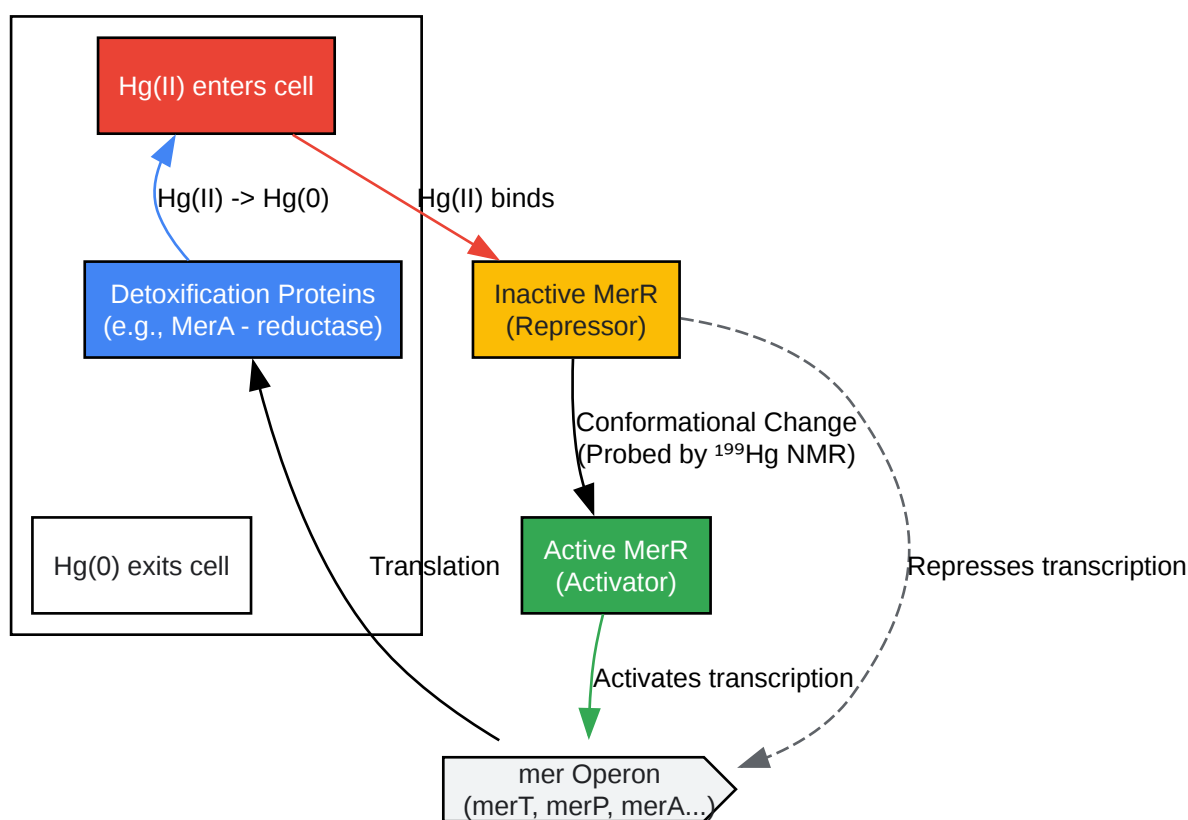 Hg(II) enters cell
Hg(II) -> Hg(0)
Hg(II) binds
Detoxification Proteins
(e.g., MerA - reductase)
Inactive MerR
(Repressor)
Conformational Change
(Probed by ¹⁹⁹Hg NMR)
Hg(0) exits cell
Translation
Active MerR
(Activator)
Represses transcription
Activates transcription
mer Operon
(merT, merP, merA...)